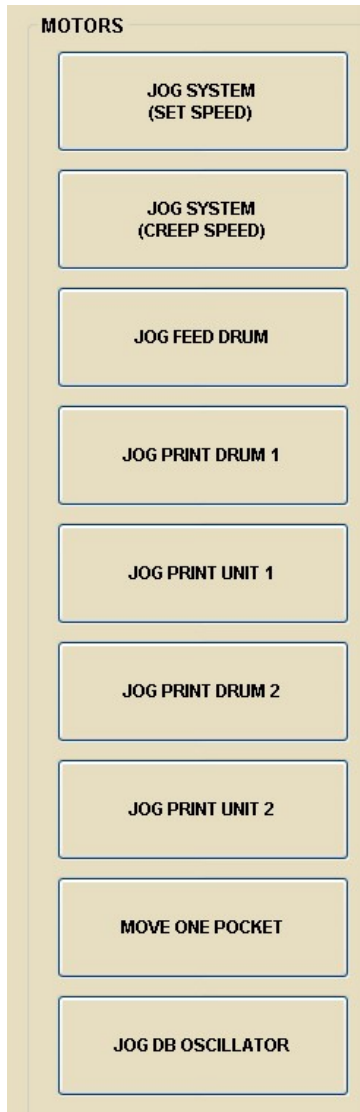 MOTORS
JOG SYSTEM
(SET SPEED)
JOG SYSTEM
(CREEP SPEED)
JOG FEED DRUM
JOG PRINT DRUM 1
JOG PRINT UNIT 1
JOG PRINT DRUM 2
JOG PRINT UNIT 2
MOVE ONE POCKET
JOG DB OSCILLATOR